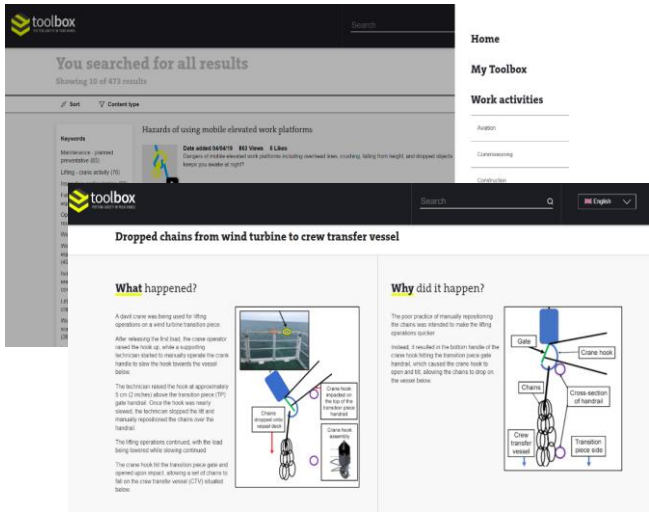 toolbox
Search
You searched for all results
Showing 10 of 473 results
Sort
Content type
Keywords
Maintenance - planned
preventative (83)
Lifting - crane activity (70)
Hazards of using mobile elevated work platforms
Date added 04/04/19 863 Views 6 Likes
Dangers of mobile elevated work platforms including overhead lines, crushing, falling from height, and dropped objects
keeps you awake at night?
Home
My Toolbox
Work activities
Aviation
Commissioning
Construction
toolbox
Search
English
Dropped chains from wind turbine to crew transfer vessel
What happened?
A davit crane was being used for lifting
operations on a wind turbine transition piece.
After releasing the first load, the crane operator
raised the hook up, while a supporting
technician started to manually operate the crank
handle to slew the hook towards the vessel
below.
The technician raised the hook at approximately
5 cm (2 inches) above the transition piece (TP)
gate handrail. Once the hook was nearly
slewed, the technician stopped the lift and
manually repositioned the chains over the
handrail.
The lifting operations continued, with the load
being lowered while slewing continued
The crane hook hit the transition piece gate and
opened upon impact, allowing a set of chains to
fall on the crew transfer vessel (CTV) situated
below.
Chains
dropped onto
vessel deck
Crane hook
impacted on
the top of the
transition piece
handrail
Crane hook
assembly
Why did it happen?
The poor practice of manually repositioning
the chains was intended to make the lifting
operations quicker
Instead, it resulted in the bottom handle of the
crane hook hitting the transition piece gate
handrail, which caused the crane hook to
open and tilt, allowing the chains to drop on
the vessel below.
Gate
Crane hook
Chains
Cross-section
of handrail
Crew
transfer
vessel
Transition
piece side